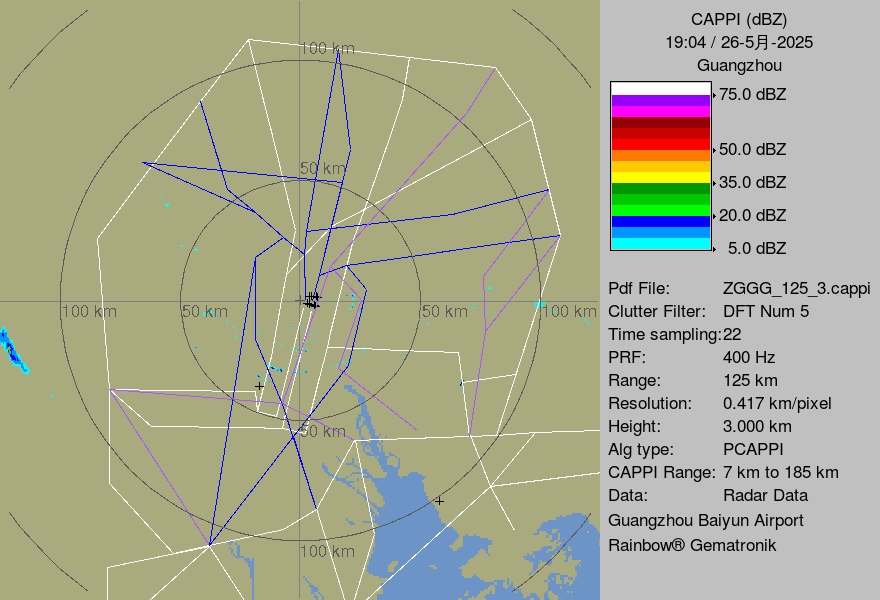 100 km
50 km
100 km
50 km
50 km
100 km
50 km
100 km
CAPPI (dBZ)
19:04 / 26-5月-2025
Guangzhou
75.0 dBZ
50.0 dBZ
35.0 dBZ
20.0 dBZ
5.0 dBZ
Pdf File: ZGGG_125_3.cappi
Clutter Filter: DFT Num 5
Time sampling:22
PRF: 400 Hz
Range: 125 km
Resolution: 0.417 km/pixel
Height: 3.000 km
Alg type: PCAPPI
CAPPI Range: 7 km to 185 km
Data: Radar Data
Guangzhou Baiyun Airport
Rainbow® Gematronik